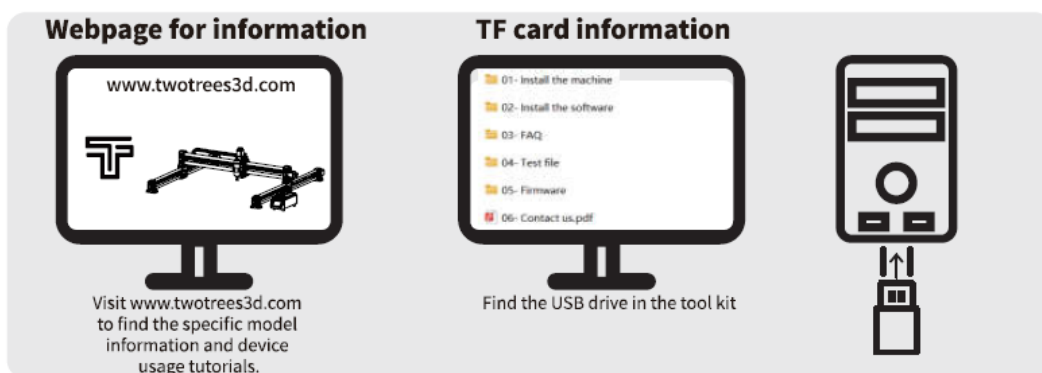 Webpage for information
www.twotrees3d.com
Visit www.twotrees3d.com
to find the specific model
information and device
usage tutorials.
TF card information
01- Install the machine
02- Install the software
03- FAQ
04- Test file
05- Firmware
06- Contact us.pdf
Find the USB drive in the tool kit